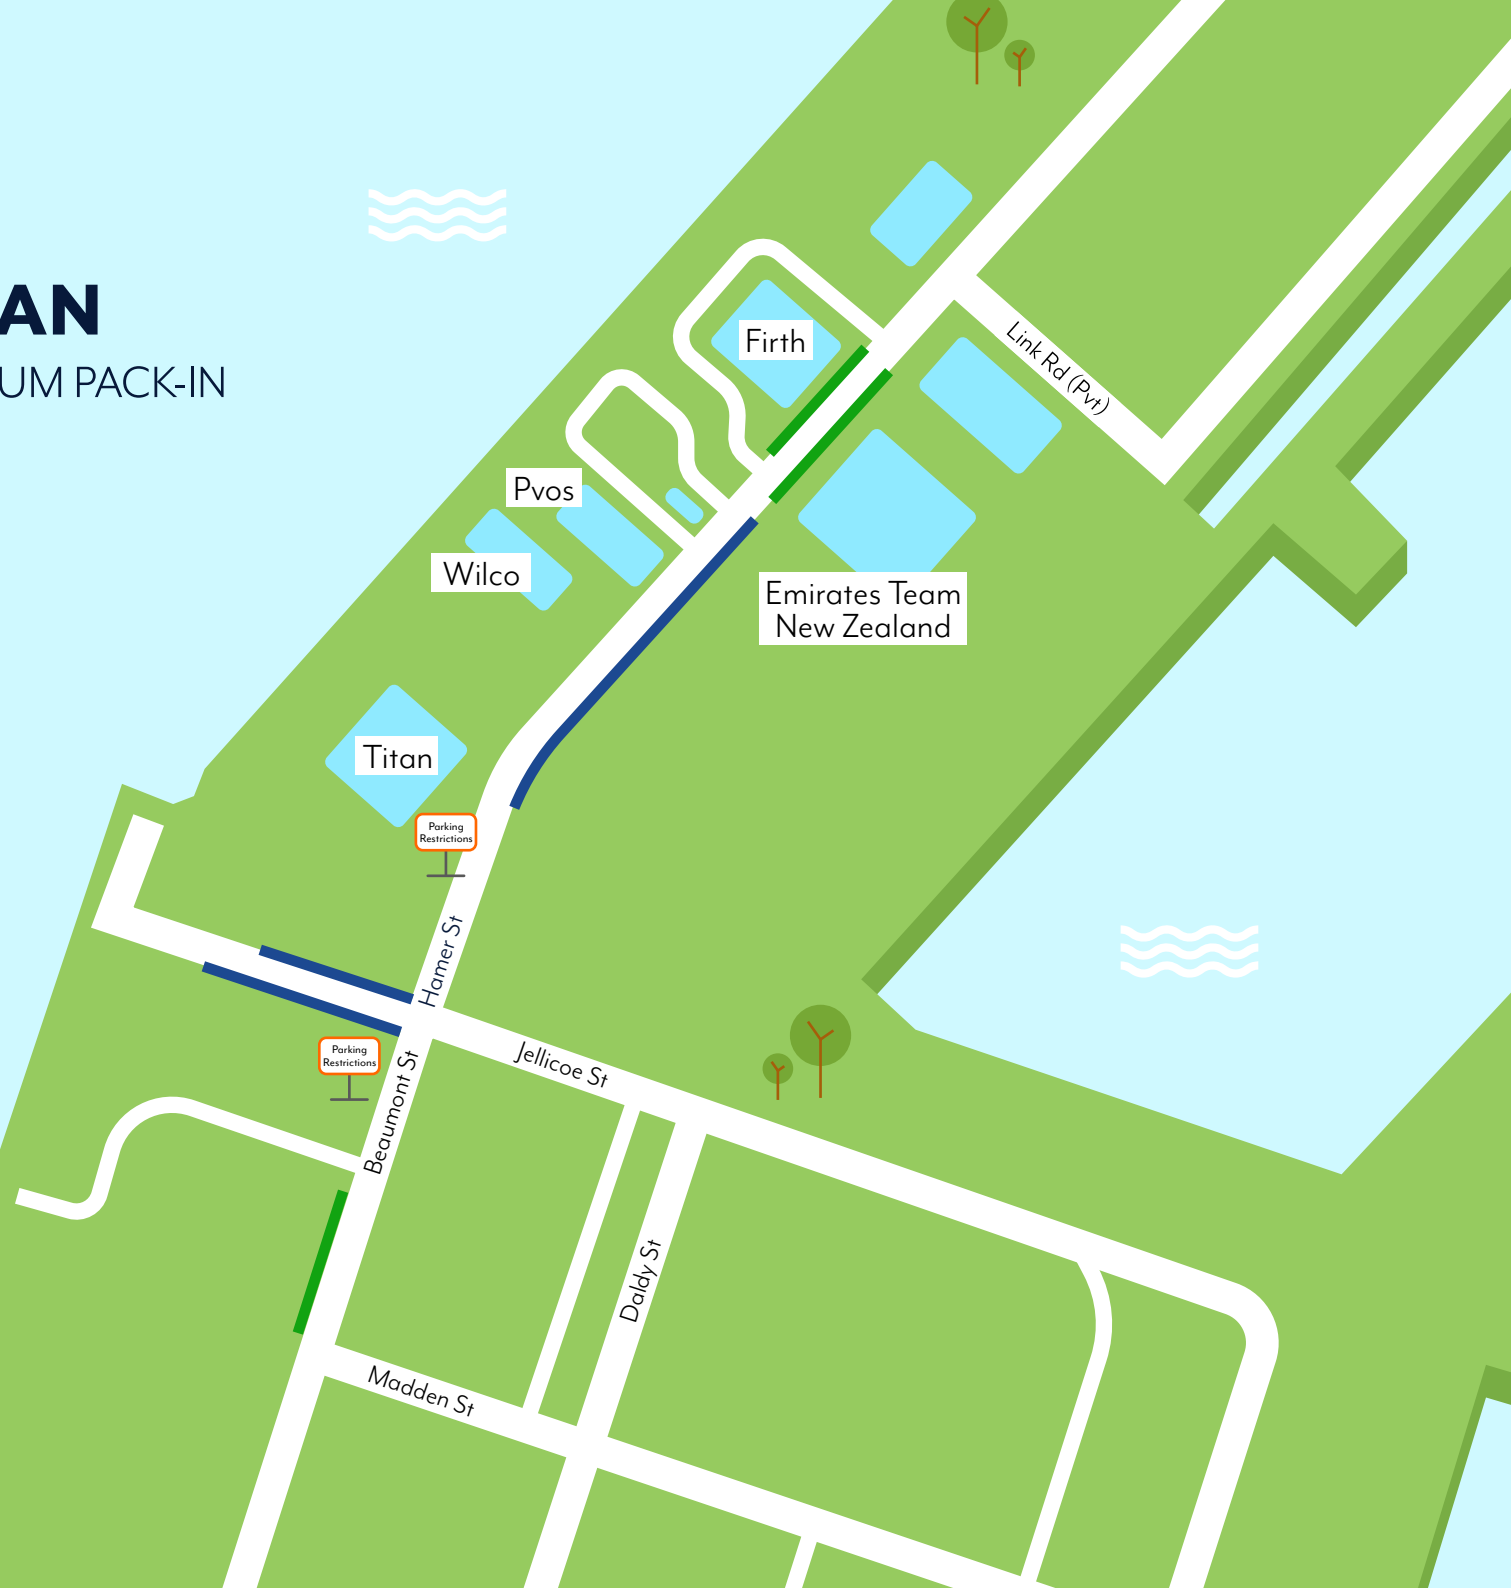 AN
UM PACK-IN
Firth
Link Rd (Pvt)
Pvos
Wilco
Emirates Team
New Zealand
Titan
Parking
Restrictions
Hamer St
Parking
Restrictions
Jellicoe St
Beaumont St
Daldy St
Madden St